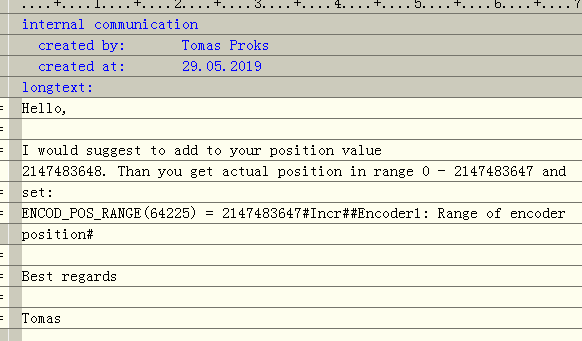 ....+....1....+....2....+....3....+....4....+....5....+....6....+....7
internal communication
created by: Tomas Proks
created at: 29.05.2019
longtext:
= Hello,
=
= I would suggest to add to your position value
2147483648. Than you get actual position in range 0 - 2147483647 and
= set:
= ENCOD_POS_RANGE(64225) = 2147483647#Incr##Encoder1: Range of encoder
position#
=
= Best regards
=
= Tomas